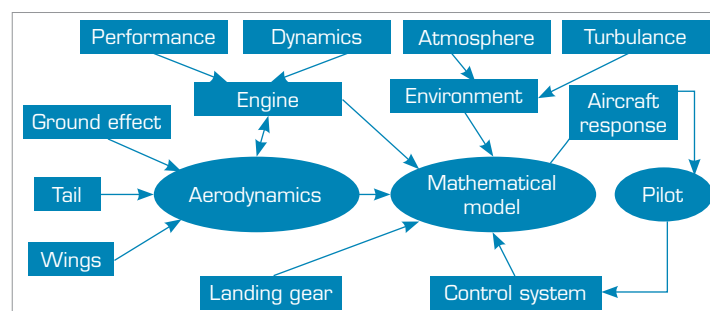 Performance
Dynamics
Atmosphere
Turbulance
Engine
Environment
Aircraft
response
Ground effect
Tail
Aerodynamics
Mathematical
model
Pilot
Wings
Landing gear
Control system